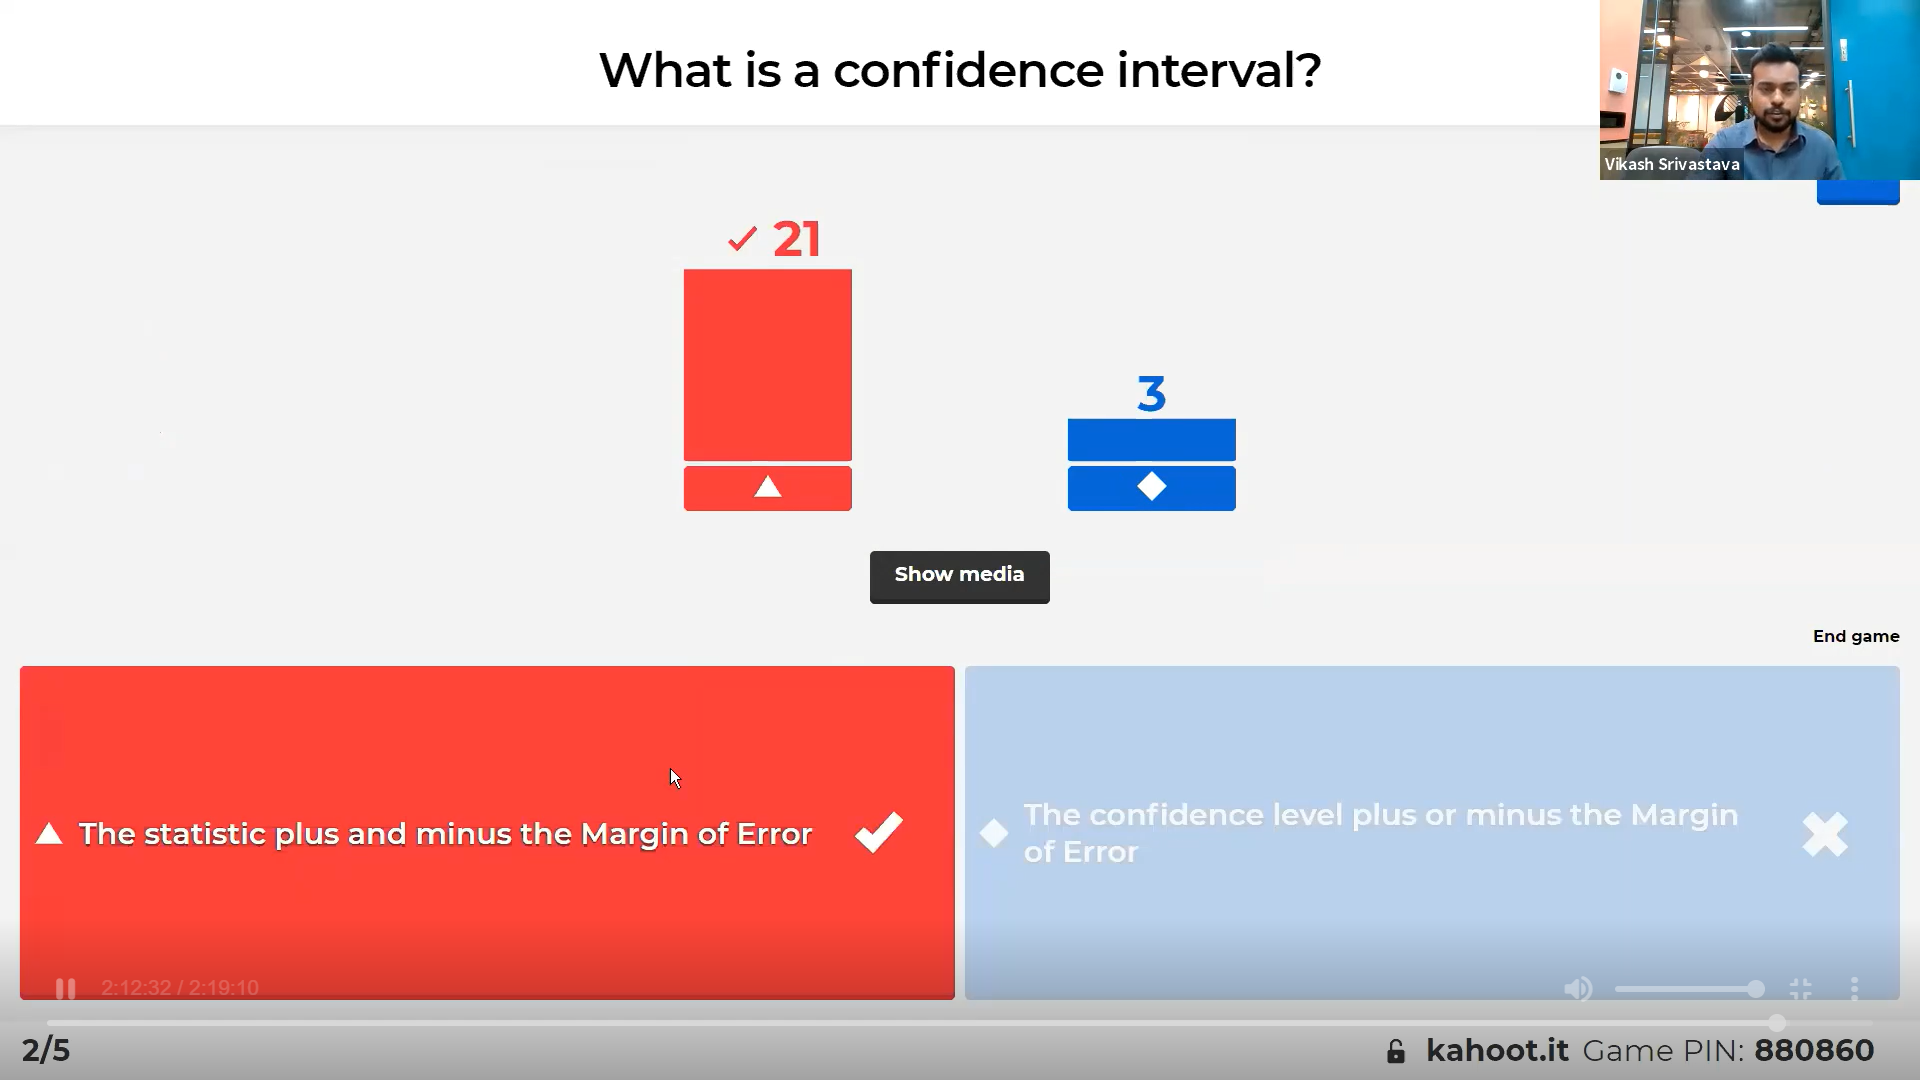 What is a confidence interval?
Vikash Srivastava
21
3
Show media
End game
The statistic plus and minus the Margin of Error
The confidence level plus or minus the Margin
of Error
2:12:32 / 2:19:10
2/5
kahoot.it Game PIN: 880860